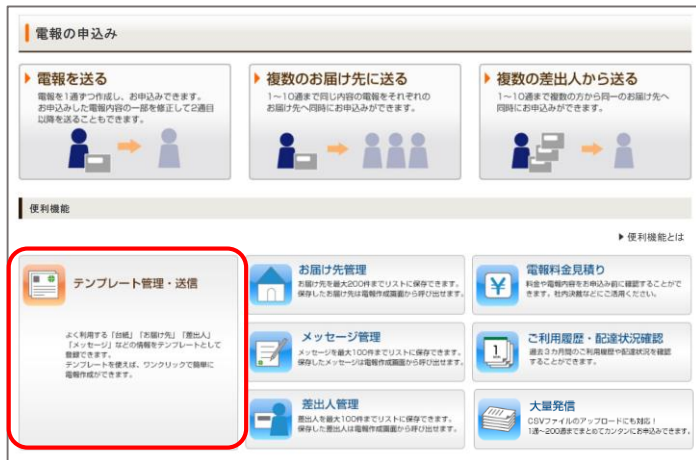 電報の申込み
電報を送る
電報を1通ずつ作成し、お申込みできます。
お申込みした電報内容の一部を修正して2通目
以降を送ることもできます。
複数のお届け先に送る
1～10通まで同じ内容の電報をそれぞれの
お届け先へ同時にお申込みができます。
複数の差出人から送る
1～10通まで複数の方から同一のお届け先へ
同時にお申込みができます。
便利機能
便利機能とは
テンプレート管理・送信
よく利用する「台紙」「お届け先」「差出人」
「メッセージ」などの情報をテンプレートとして
登録できます。
テンプレートを使えば、ワンクリックで簡単に
電報作成ができます。
お届け先管理
お届け先を最大200件までリストに保存できます。
保存したお届け先は電報作成画面から呼び出せます。
メッセージ管理
メッセージを最大100件までリストに保存できます。
保存したメッセージは電報作成画面から呼び出せます。
差出人管理
差出人を最大100件までリストに保存できます。
保存した差出人は電報作成画面から呼び出せます。
電報料金見積り
料金や電報内容をお申込み前に確認することがで
きます。社内決裁などにご活用ください。
ご利用履歴・配達状況確認
過去3カ月間のご利用履歴や配達状況を確認
することができます。
大量発信
CSVファイルのアップロードにも対応！
1通～200通までまとめてカンタンにお申込みできます。